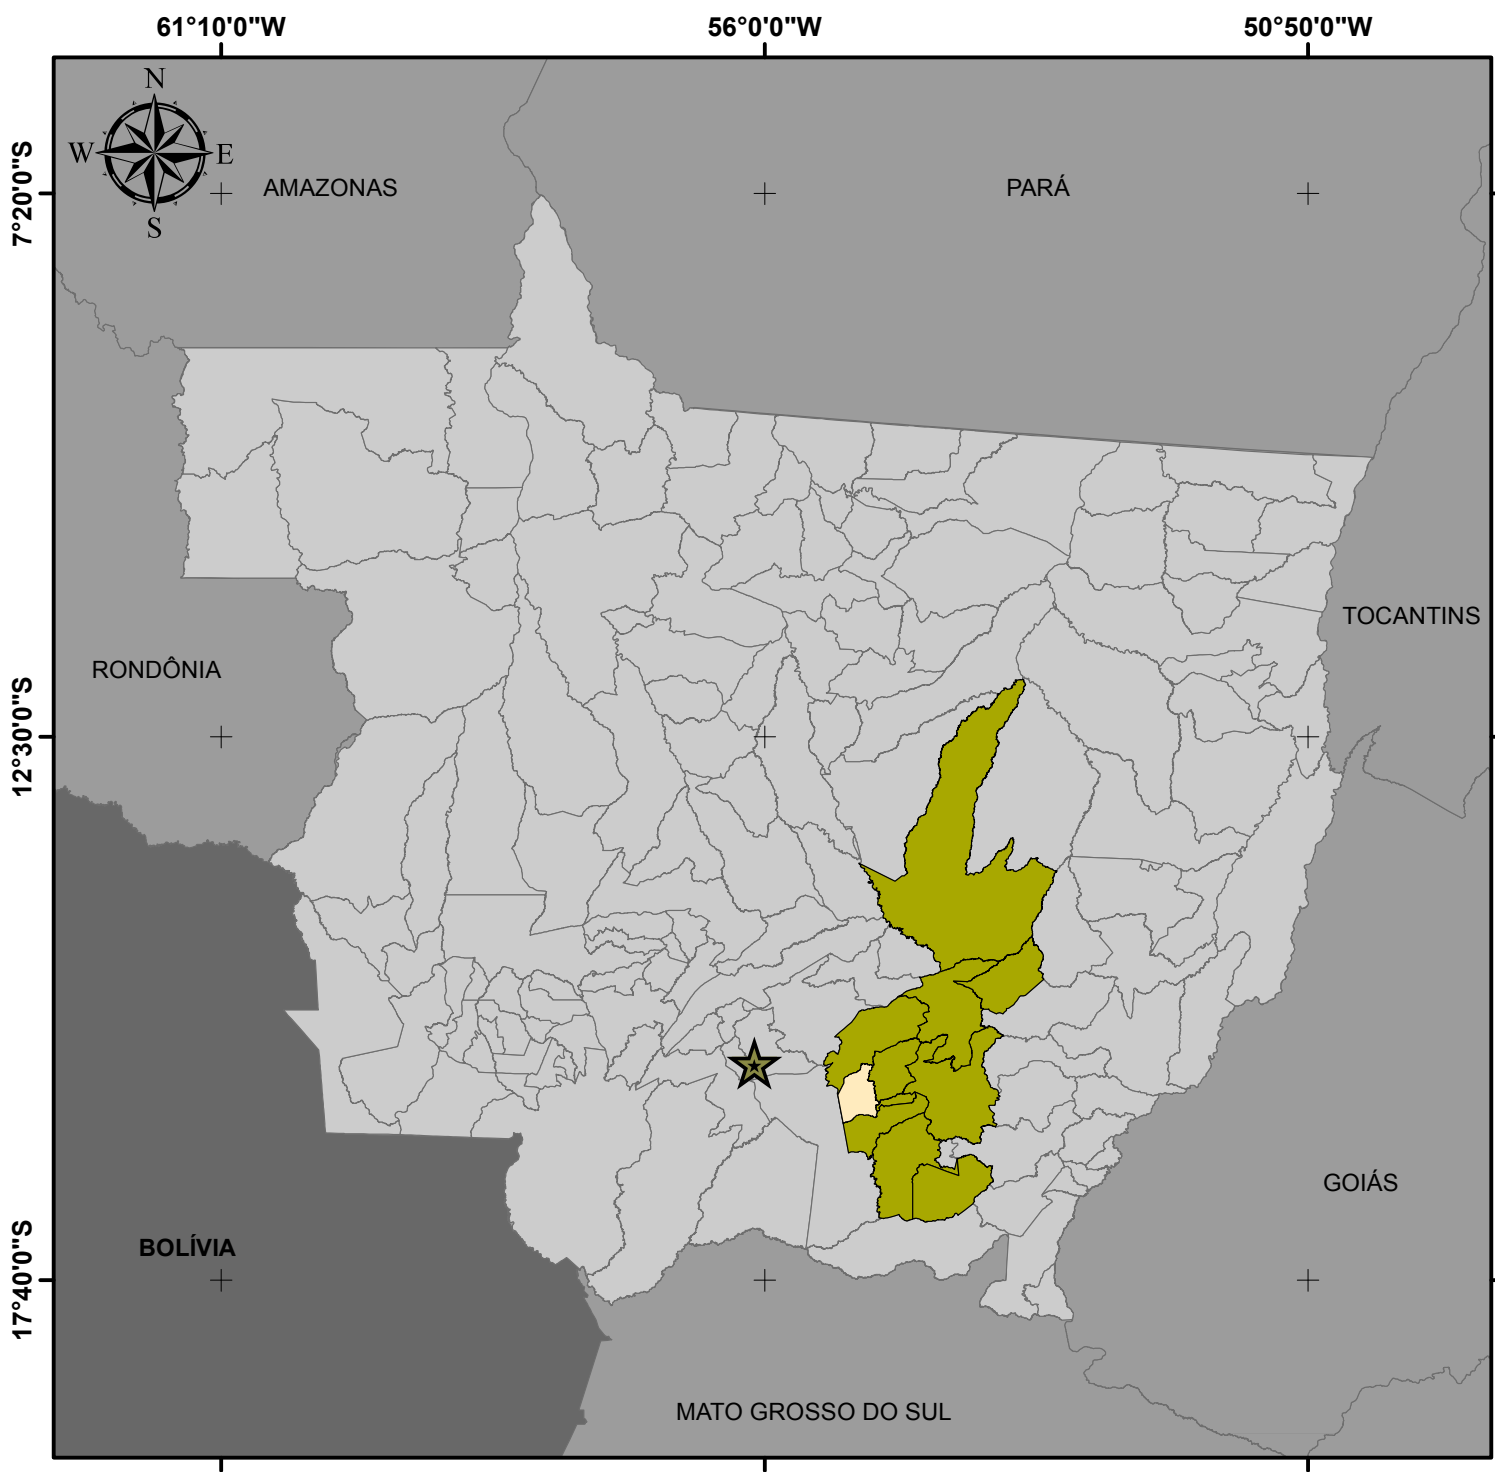 61°10'0"W
56°0'0"W
50°50'0"W
N
W
E
S
7°20'0"S
AMAZONAS
PARÁ
TOCANTINS
RONDÔNIA
12°30'0"S
GOIÁS
BOLÍVIA
17°40'0"S
MATO GROSSO DO SUL